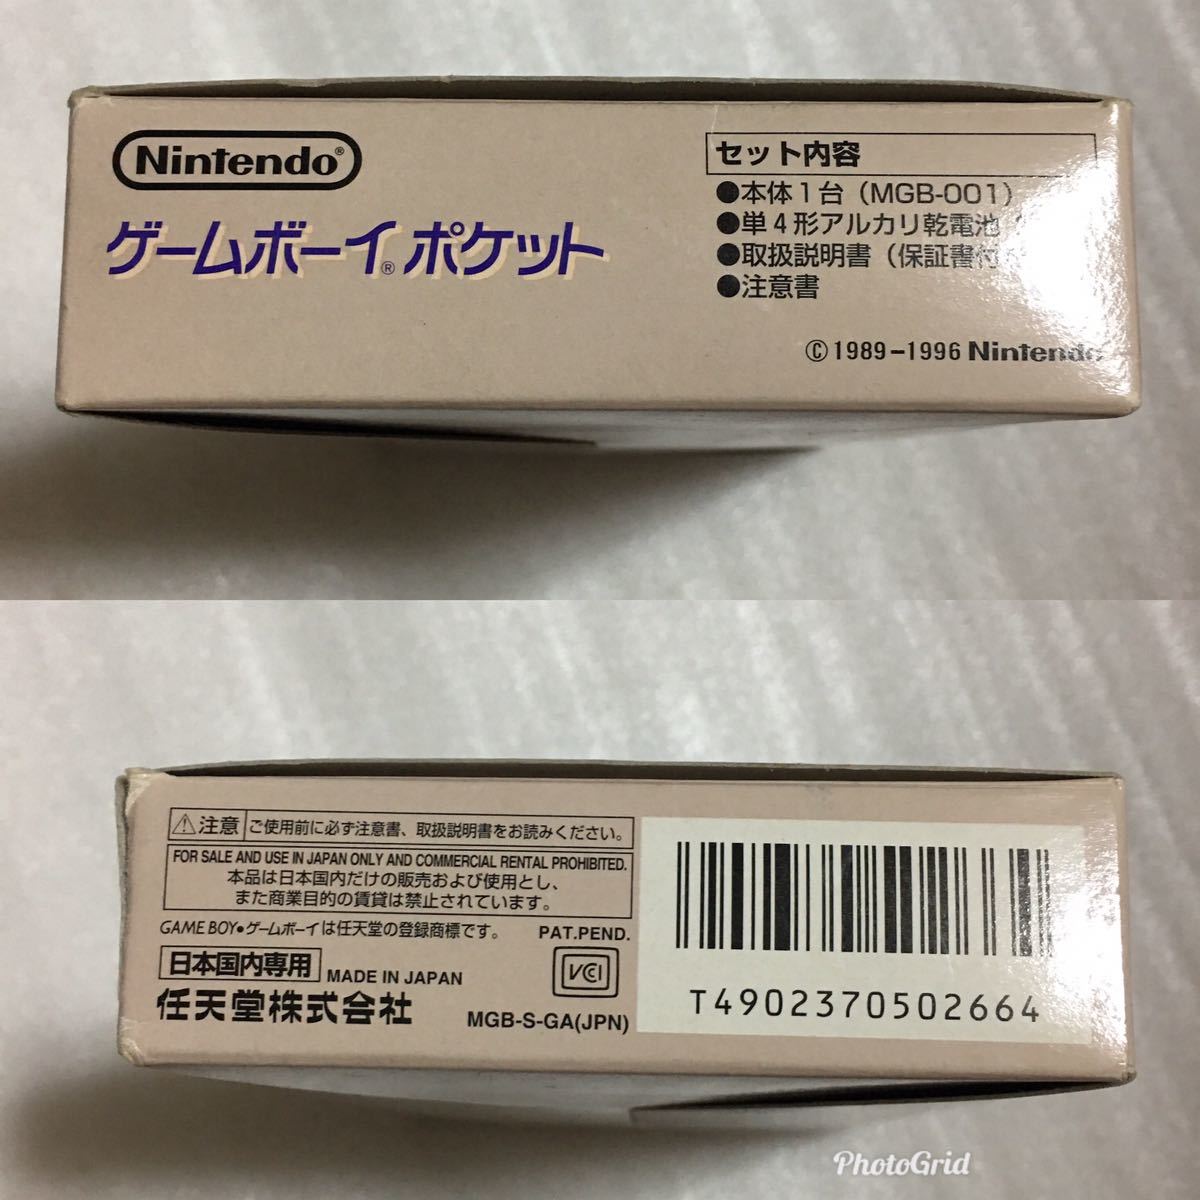 Nintendo®
ゲームボーイ®ポケット
セット内容
●本体1台（MGB-001）
●単4形アルカリ乾電池
●取扱説明書（保証書付
●注意書
©1989-1996 Nintendo
⚠注意 ご使用前に必ず注意書、取扱説明書をお読みください。
FOR SALE AND USE IN JAPAN ONLY AND COMMERCIAL RENTAL PROHIBITED.
本品は日本国内だけの販売および使用とし、
また商業目的の賃貸は禁止されています。
GAME BOY●ゲームボーイは任天堂の登録商標です。 PAT.PEND.
日本国内専用 MADE IN JAPAN
VCI
任天堂株式会社
MGB-S-GA(JPN)
T4902370502664
PhotoGrid